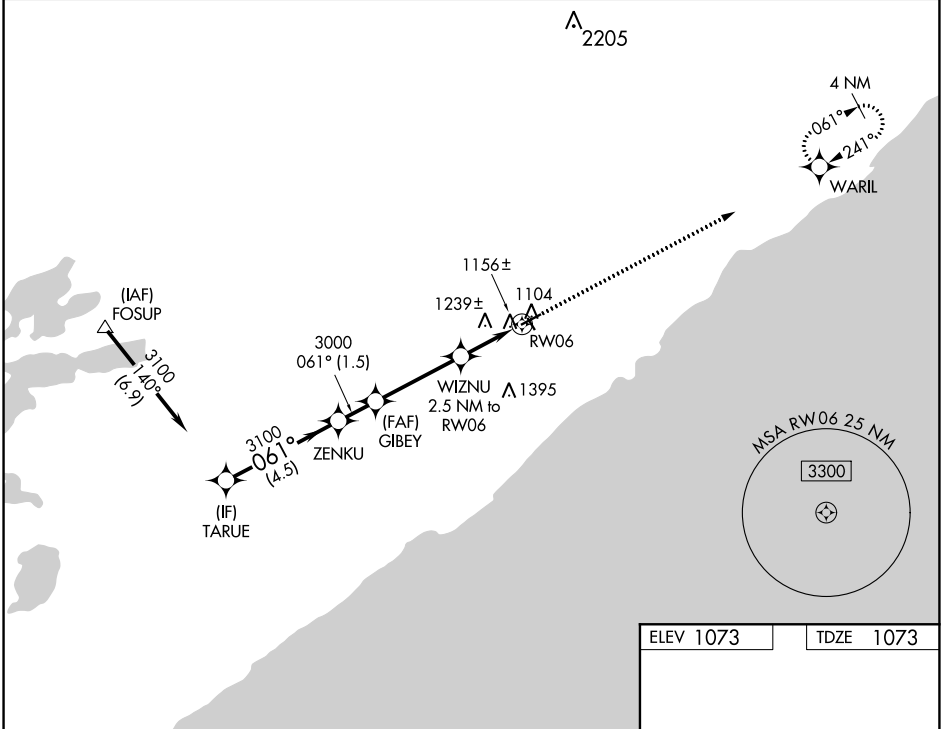 2205
4 NM
061°
241°
WARIL
(IAF)
FOSUP
3100
140°
(6.9)
1156±
1239±
1104
RW06
3000
061° (1.5)
WIZNU
2.5 NM to
RW06
1395
(FAF)
GIBEY
ZENKU
3100
061°
(4.5)
(IF)
TARUE
MSA RW06 25 NM
3300
ELEV 1073
TDZE 1073